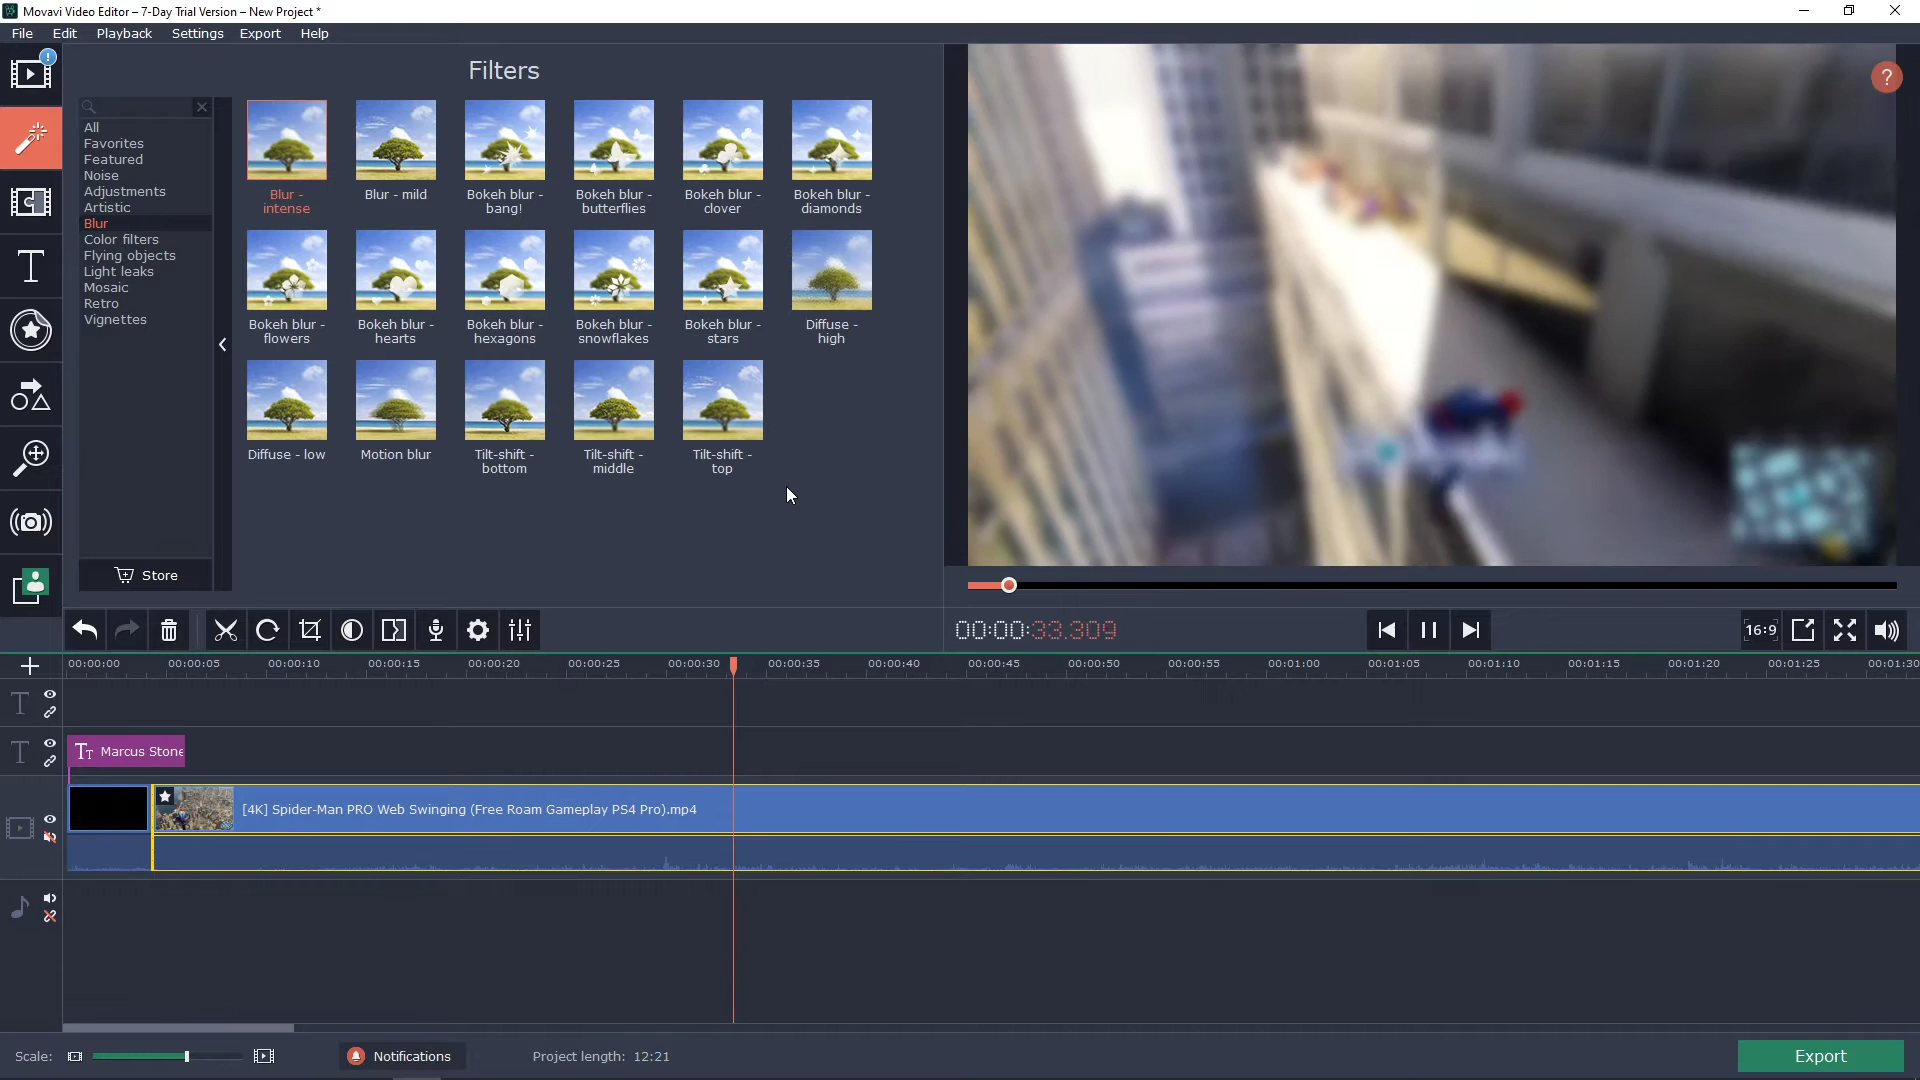 Movavi Video Editor – 7-Day Trial Version – New Project *
File Edit Playback Settings Export Help
Filters
?
All
Favorites
Featured
Noise
Adjustments
Artistic
Blur
Color filters
Flying objects
Light leaks
Mosaic
Retro
Vignettes
Store
Blur -
intense
Blur - mild
Bokeh blur -
bang!
Bokeh blur -
butterflies
Bokeh blur -
clover
Bokeh blur -
diamonds
Bokeh blur -
flowers
Bokeh blur -
hearts
Bokeh blur -
hexagons
Bokeh blur -
snowflakes
Bokeh blur -
stars
Diffuse -
high
Diffuse - low
Motion blur
Tilt-shift -
bottom
Tilt-shift -
middle
Tilt-shift -
top
00:00:33.309
16:9
00:00:00 00:00:05 00:00:10 00:00:15 00:00:20 00:00:25 00:00:30 00:00:35 00:00:40 00:00:45 00:00:50 00:00:55 00:01:00 00:01:05 00:01:10 00:01:15 00:01:20 00:01:25 00:01:30
Marcus Stone
[4K] Spider-Man PRO Web Swinging (Free Roam Gameplay PS4 Pro).mp4
Scale:
Notifications
Project length: 12:21
Export